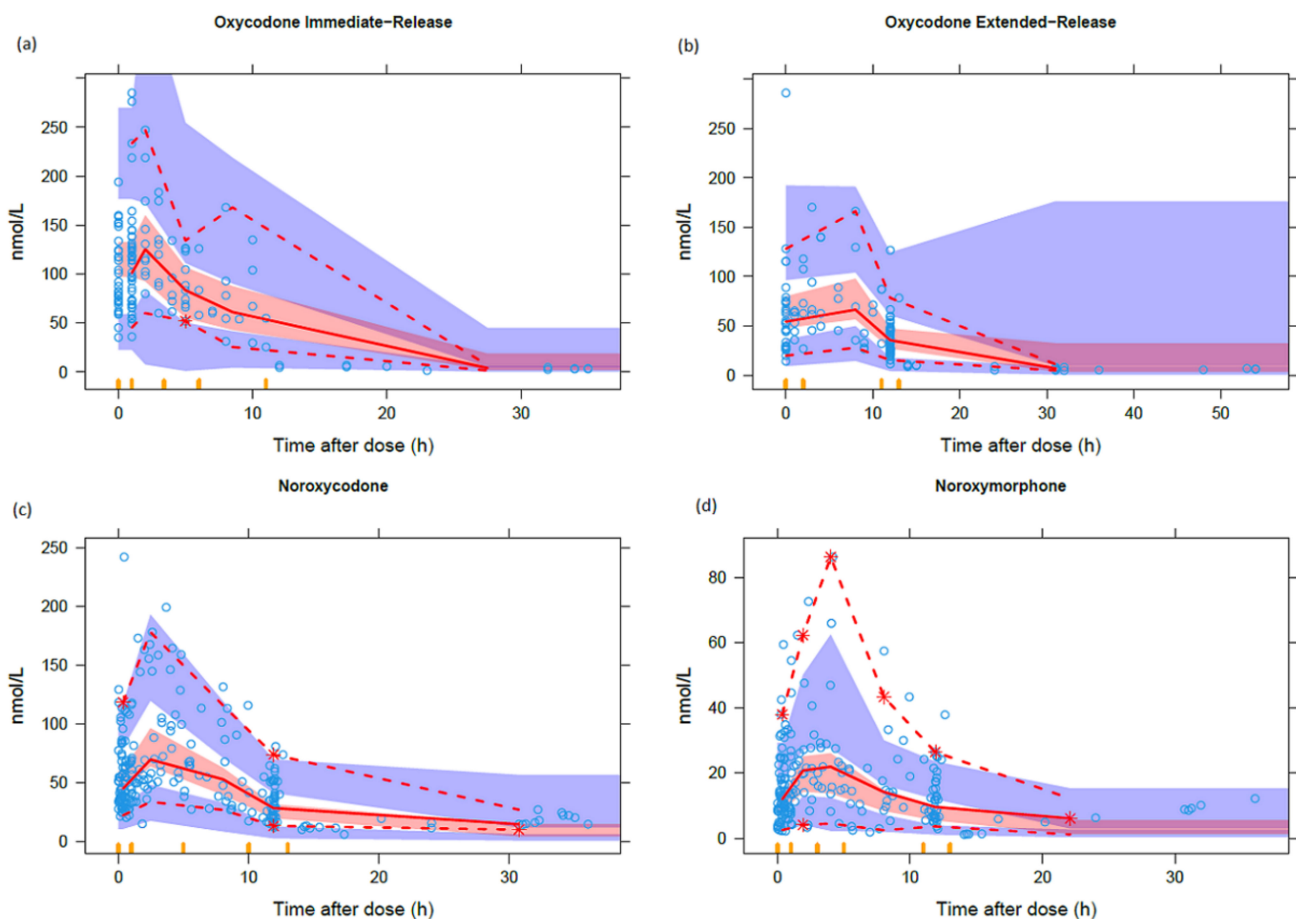 Oxycodone Immediate−Release
(a)
nmol/L
250
200
150
100
50
0
0 10 20 30
Time after dose (h)
Oxycodone Extended−Release
(b)
nmol/L
250
200
150
100
50
0
0 10 20 30 40 50
Time after dose (h)
Noroxycodone
(c)
nmol/L
250
200
150
100
50
0
0 10 20 30
Time after dose (h)
Noroxymorphone
(d)
nmol/L
80
60
40
20
0
0 10 20 30
Time after dose (h)